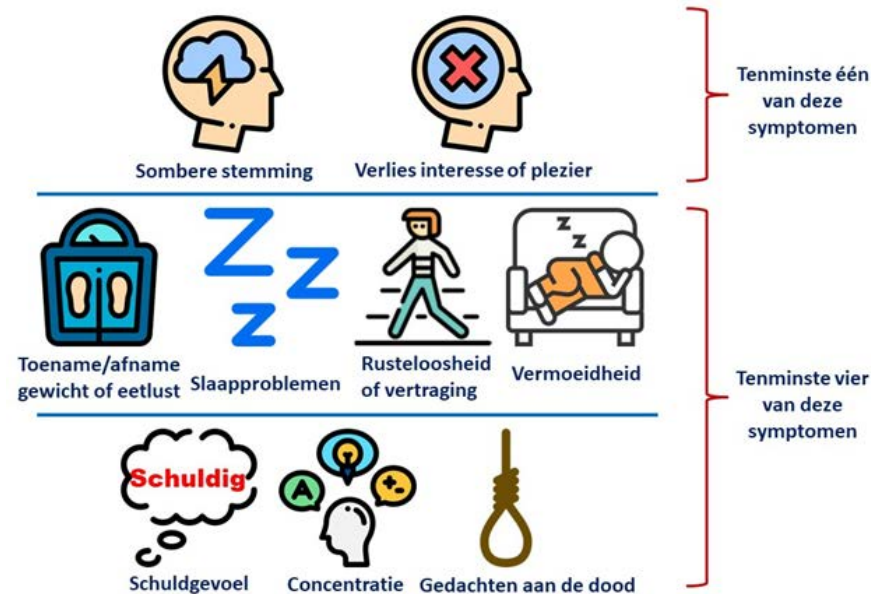 Sombere stemming
Verlies interesse of plezier
Tenminste één
van deze
symptomen
Z
Z
Z
z
z
Toename/afname
gewicht of eetlust
Slaapproblemen
Rusteloosheid
of vertraging
Vermoeidheid
Tenminste vier
van deze
symptomen
Schuldig
A
+-
Schuldgevoel
Concentratie
Gedachten aan de dood